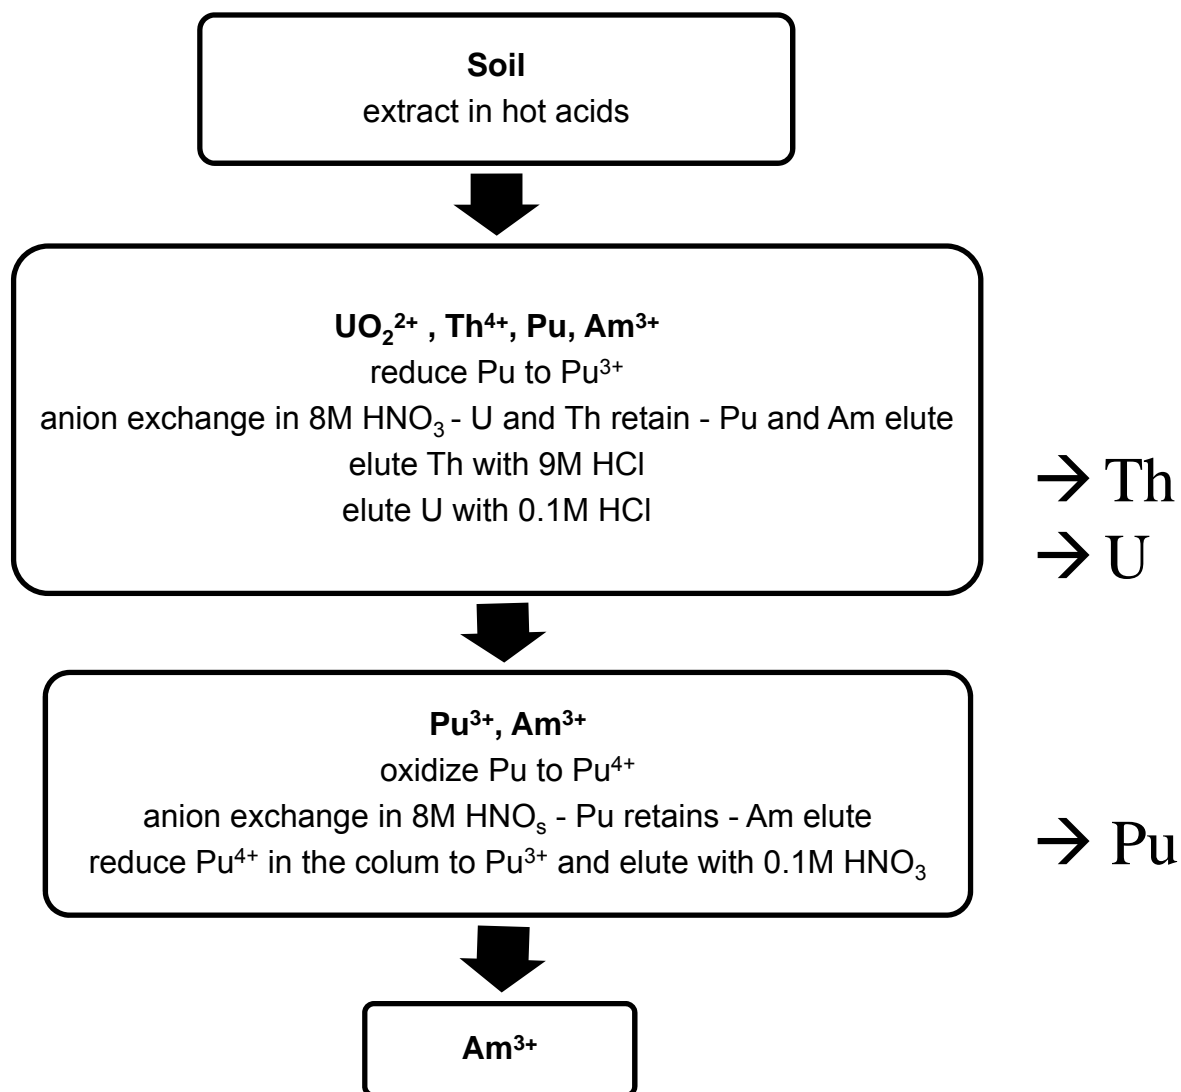 Soil
extract in hot acids
UO₂²⁺ , Th⁴⁺, Pu, Am³⁺
reduce Pu to Pu³⁺
anion exchange in 8M HNO₃ - U and Th retain - Pu and Am elute
elute Th with 9M HCl
elute U with 0.1M HCl
→ Th
→ U
Pu³⁺, Am³⁺
oxidize Pu to Pu⁴⁺
anion exchange in 8M HNOₛ - Pu retains - Am elute
reduce Pu⁴⁺ in the colum to Pu³⁺ and elute with 0.1M HNO₃
→ Pu
Am³⁺